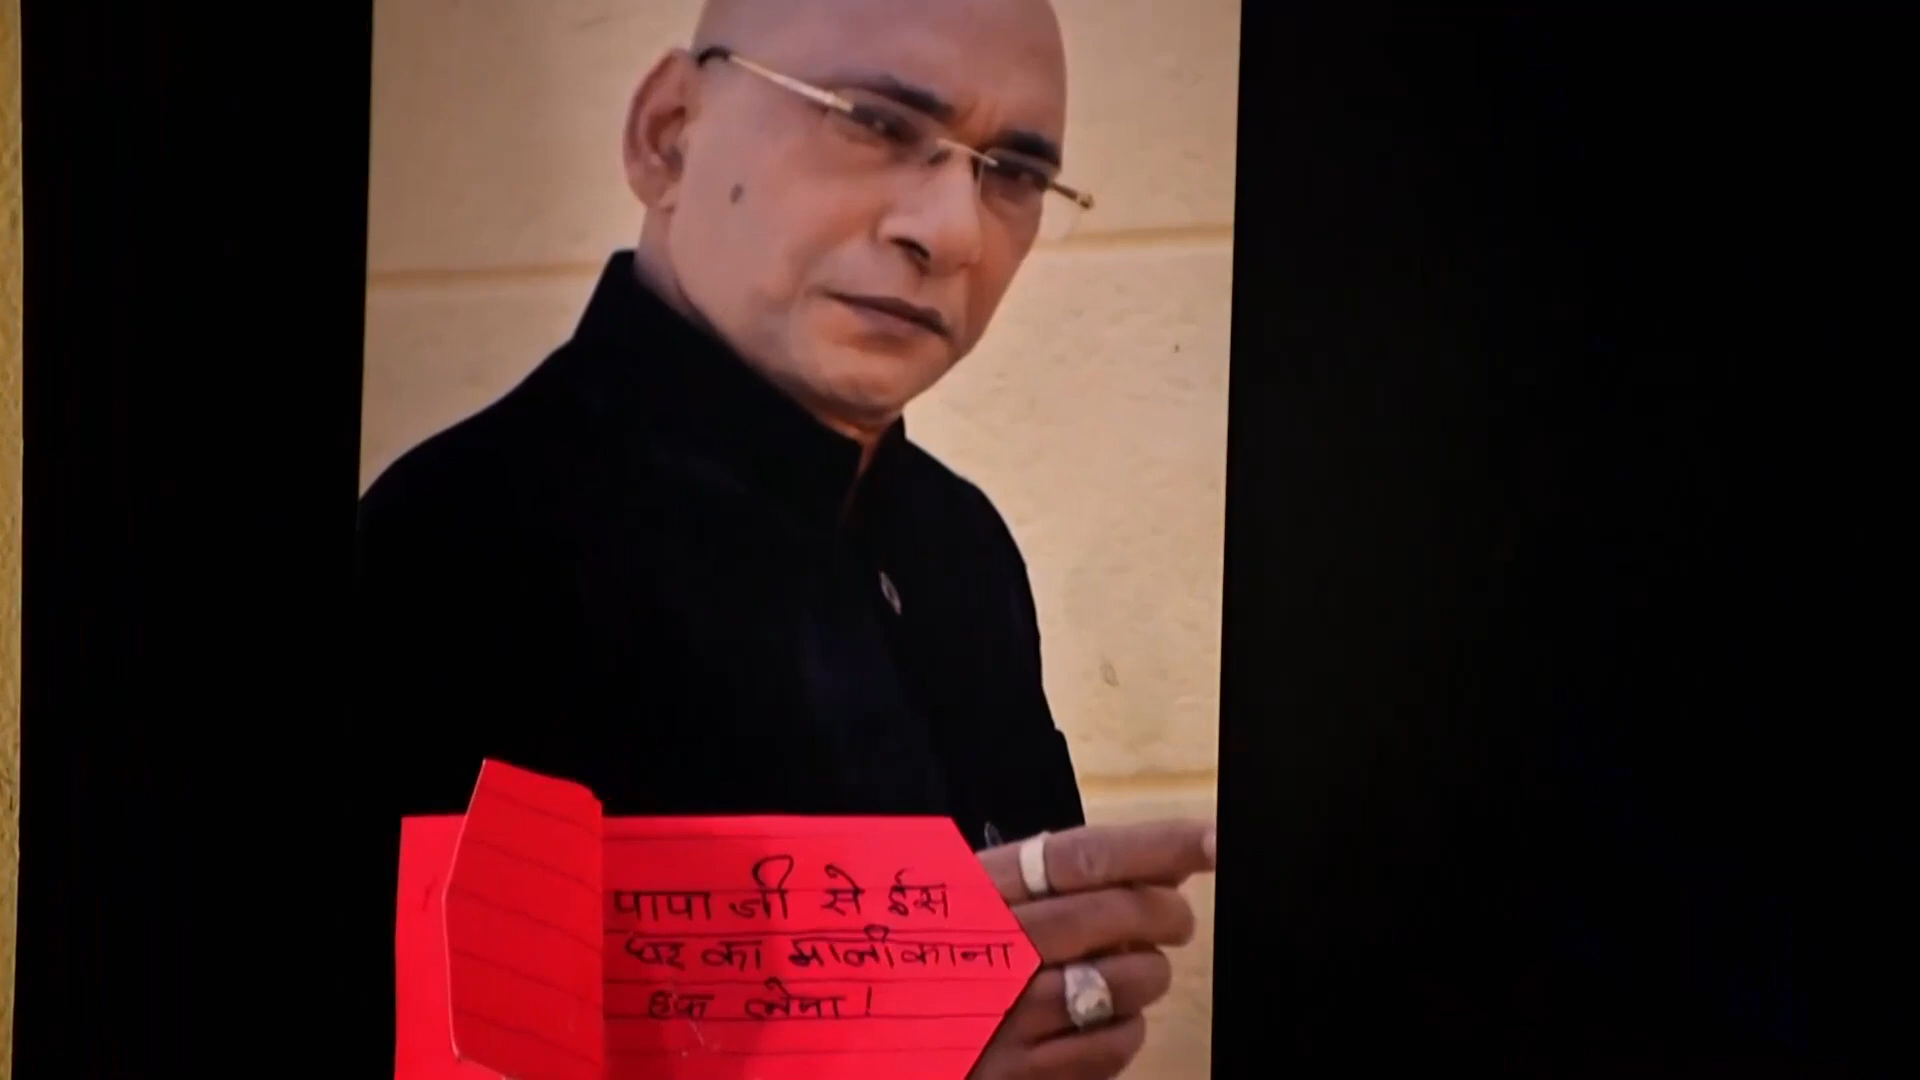 पापा जी से ईस
घर का मालीकाना
हक लेना!